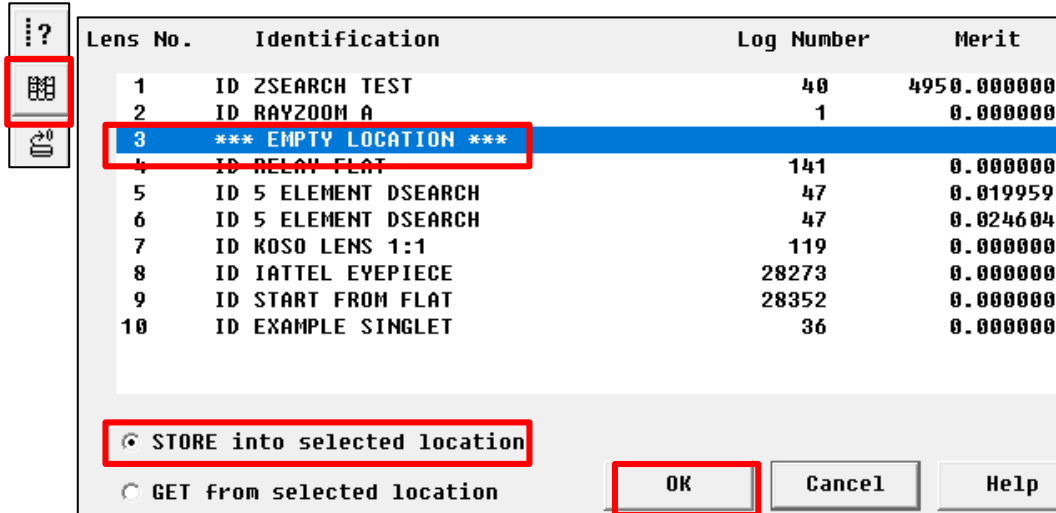 ?
Lens No. Identification Log Number Merit
1 ID ZSEARCH TEST 40 4950.000000
2 ID RAYZOOM A 1 0.000000
3 *** EMPTY LOCATION ***
4 ID RELAY FLAT 141 0.000000
5 ID 5 ELEMENT DSEARCH 47 0.019959
6 ID 5 ELEMENT DSEARCH 47 0.024604
7 ID KOSO LENS 1:1 119 0.000000
8 ID IATTEL EYEPIECE 28273 0.000000
9 ID START FROM FLAT 28352 0.000000
10 ID EXAMPLE SINGLET 36 0.000000
STORE into selected location
GET from selected location
OK Cancel Help